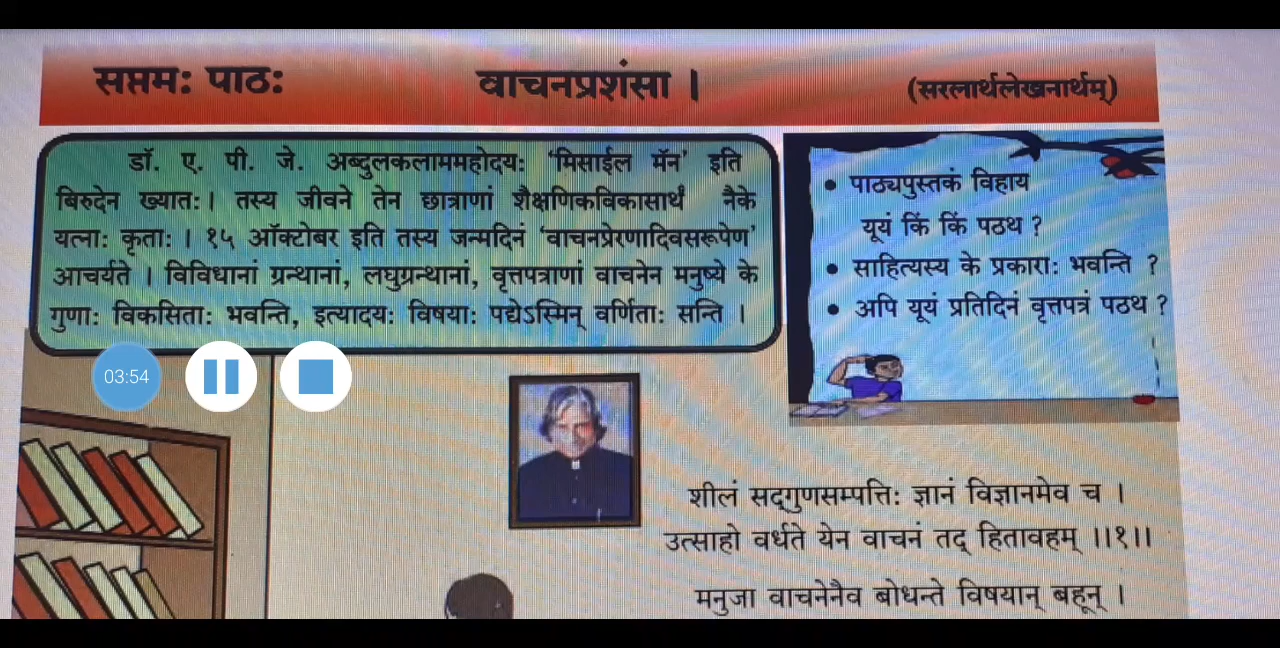 सप्तमः पाठः
वाचनप्रशंसा ।
(सरलार्थलेखनार्थम्)
डॉ. ए. पी. जे. अब्दुलकलाममहोदयः ‘मिसाईल मॅन’ इति
बिरुदेन ख्यातः। तस्य जीवने तेन छात्राणां शैक्षणिकविकासार्थं नैके
यत्नाः कृताः । १५ ऑक्टोबर इति तस्य जन्मदिनं ‘वाचनप्रेरणादिवसरूपेण’
आचर्यते । विविधानां ग्रन्थानां, लघुग्रन्थानां, वृत्तपत्राणां वाचनेन मनुष्ये के
गुणाः विकसिताः भवन्ति, इत्यादयः विषयाः पद्येऽस्मिन् वर्णिताः सन्ति ।
• पाठ्यपुस्तकं विहाय
यूयं किं किं पठथ ?
• साहित्यस्य के प्रकाराः भवन्ति ?
• अपि यूयं प्रतिदिनं वृत्तपत्रं पठथ ?
03:54
शीलं सद्गुणसम्पत्तिः ज्ञानं विज्ञानमेव च ।
उत्साहो वर्धते येन वाचनं तद् हितावहम् ।।१।।
मनुजा वाचनेनैव बोधन्ते विषयान् बहून् ।